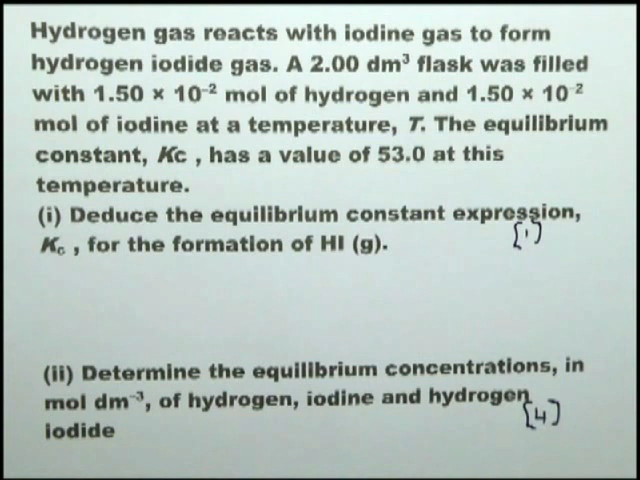 Hydrogen gas reacts with iodine gas to form
hydrogen iodide gas. A 2.00 dm³ flask was filled
with 1.50 × 10⁻² mol of hydrogen and 1.50 × 10⁻²
mol of iodine at a temperature, T. The equilibrium
constant, Kc , has a value of 53.0 at this
temperature.
(i) Deduce the equilibrium constant expression,
Kc , for the formation of HI (g).
[1]
(ii) Determine the equilibrium concentrations, in
mol dm⁻³, of hydrogen, iodine and hydrogen
[4]
iodide